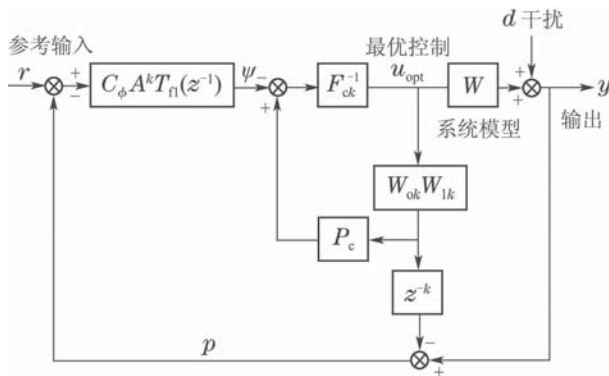 参考输入
r
+
−
C_ϕ A^k T_f1(z^{-1})
ψ
−
+
F_ck^{-1}
最优控制
u_opt
W
系统模型
d 干扰
+
+
y
输出
W_ok W_1k
P_c
z^{-k}
−
+
p